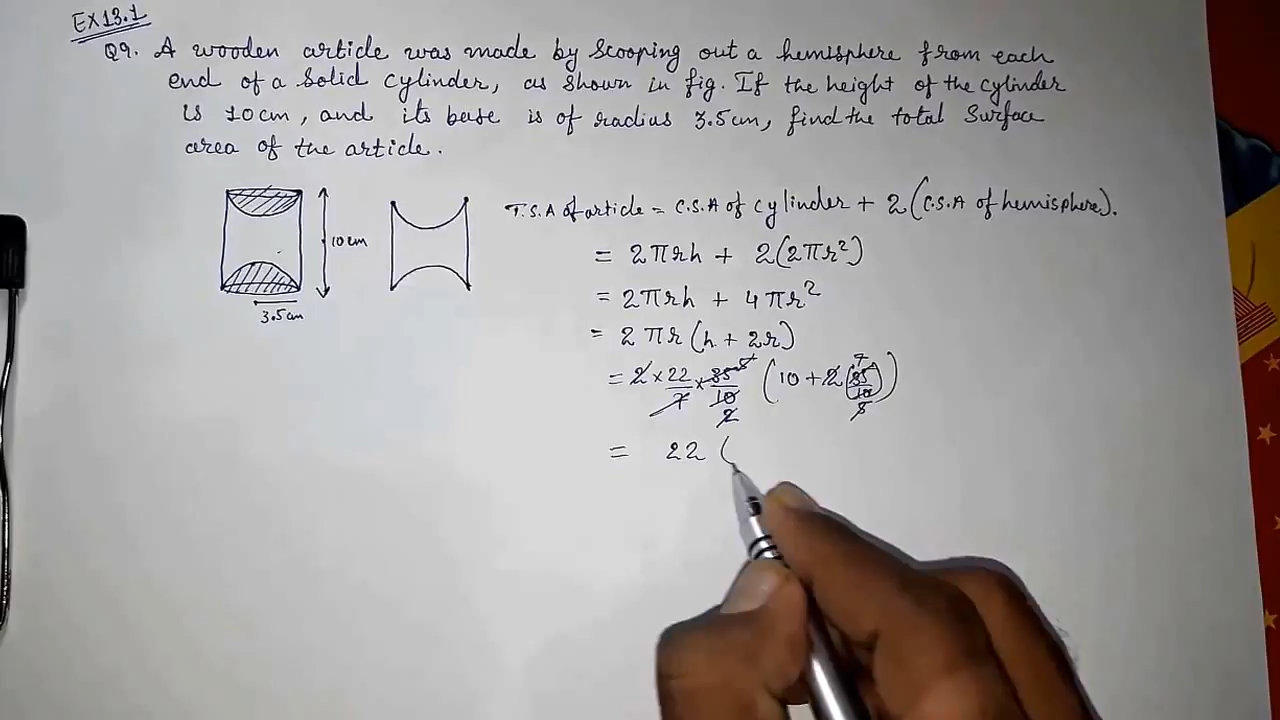 EX 13.1
Q9. A wooden article was made by scooping out a hemisphere from each
end of a solid cylinder, as shown in fig. If the height of the cylinder
is 10cm, and its base is of radius 3.5cm, find the total surface
area of the article.
10cm
3.5cm
T.S.A of article = C.S.A of cylinder + 2(C.S.A of hemisphere).
= 2πrh + 2(2πr²)
= 2πrh + 4πr²
= 2πr(h + 2r)
= 2 × 22/7 × 35/10 (10 + 2(35/10))
= 22 (